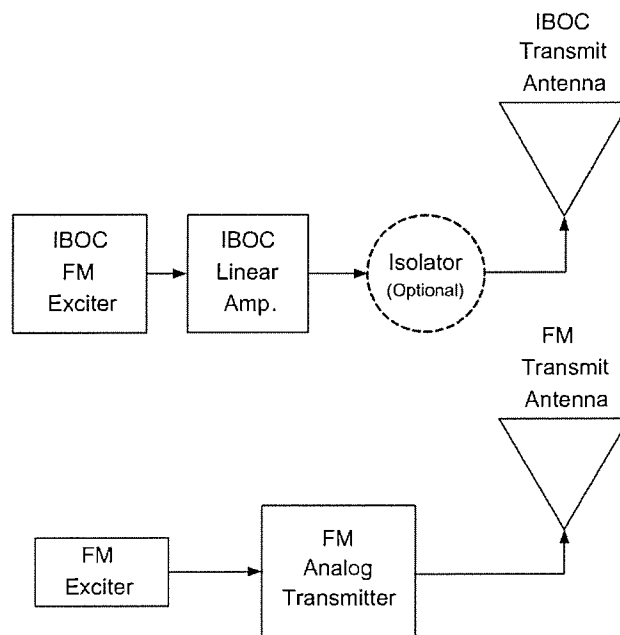 IBOC
Transmit
Antenna
IBOC
FM
Exciter
IBOC
Linear
Amp.
Isolator
(Optional)
FM
Transmit
Antenna
FM
Exciter
FM
Analog
Transmitter